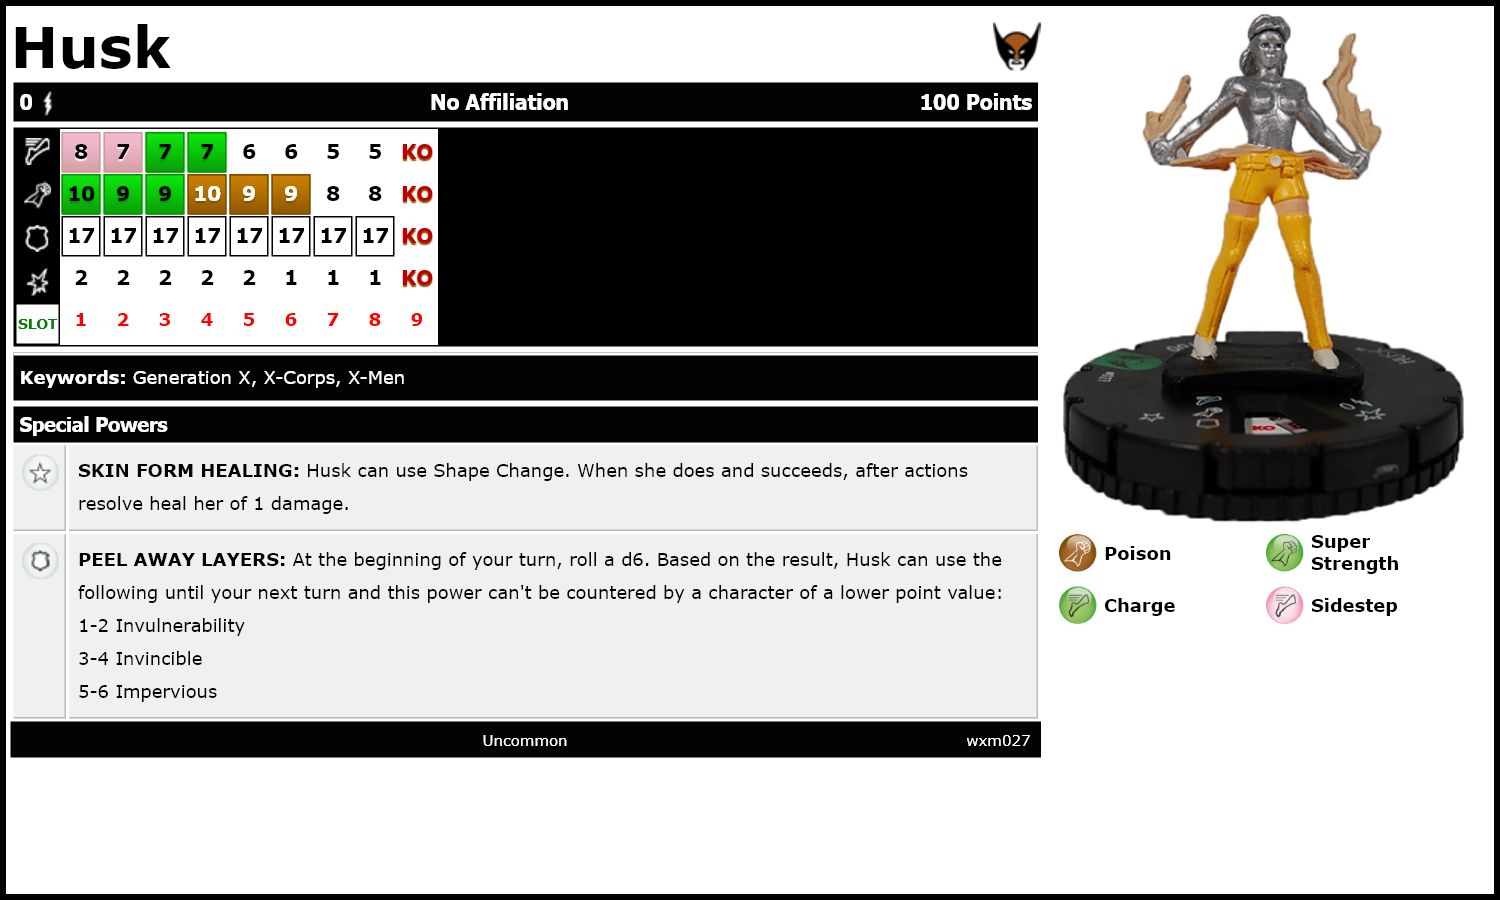 Husk
0 No Affiliation 100 Points
8 7 7 7 6 6 5 5 KO
10 9 9 10 9 9 8 8 KO
17 17 17 17 17 17 17 17 KO
2 2 2 2 2 1 1 1 KO
SLOT 1 2 3 4 5 6 7 8 9
Keywords: Generation X, X-Corps, X-Men
Special Powers
SKIN FORM HEALING: Husk can use Shape Change. When she does and succeeds, after actions
resolve heal her of 1 damage.
PEEL AWAY LAYERS: At the beginning of your turn, roll a d6. Based on the result, Husk can use the
following until your next turn and this power can't be countered by a character of a lower point value:
1-2 Invulnerability
3-4 Invincible
5-6 Impervious
Uncommon wxm027
HUSK
027
0
KO
Poison
Super
Strength
Charge
Sidestep